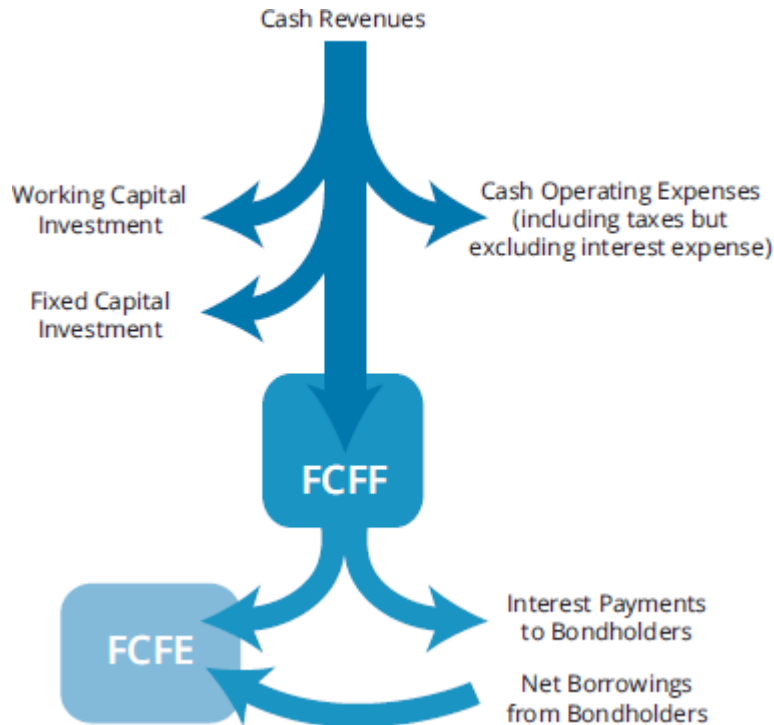 Cash Revenues
Working Capital
Investment
Cash Operating Expenses
(including taxes but
excluding interest expense)
Fixed Capital
Investment
FCFF
Interest Payments
to Bondholders
FCFE
Net Borrowings
from Bondholders